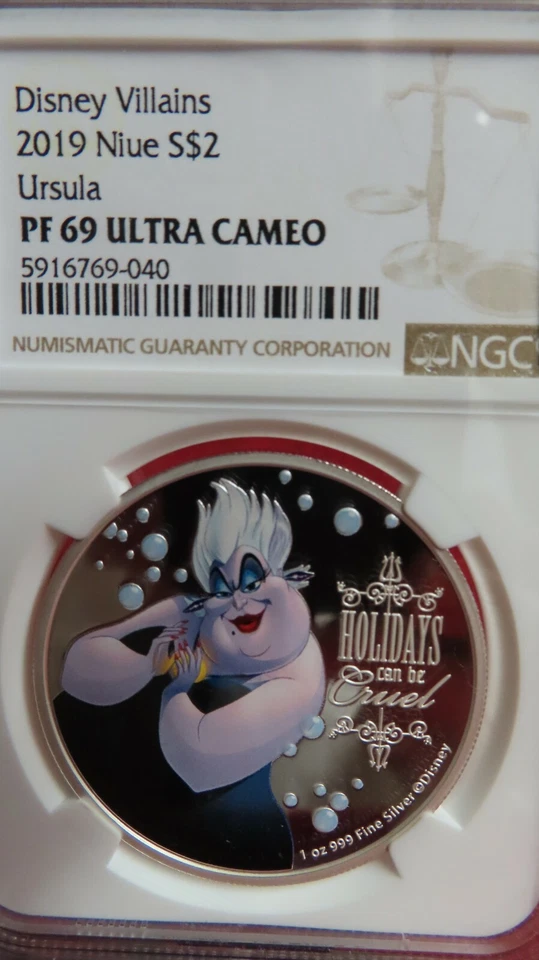 Disney Villains
2019 Niue S$2
Ursula
PF 69 ULTRA CAMEO
5916769-040
NUMISMATIC GUARANTY CORPORATION
NGC
HOLIDAYS
can be
Cruel
1 oz 999 Fine Silver ©Disney